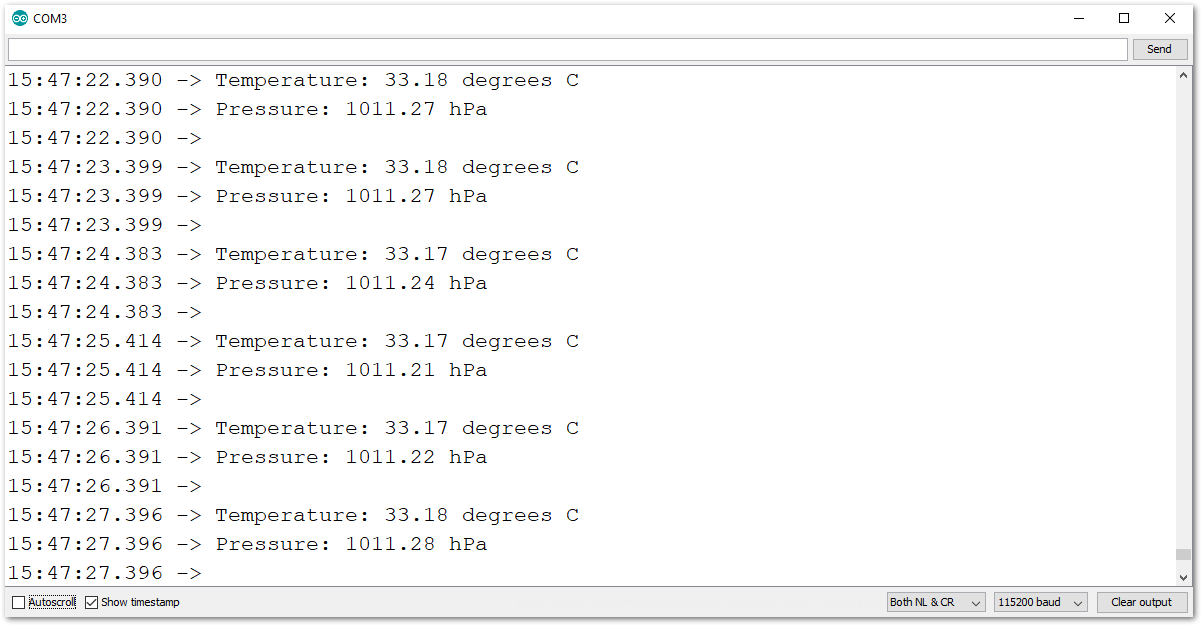 COM3
Send
15:47:22.390 -> Temperature: 33.18 degrees C
15:47:22.390 -> Pressure: 1011.27 hPa
15:47:22.390 ->
15:47:23.399 -> Temperature: 33.18 degrees C
15:47:23.399 -> Pressure: 1011.27 hPa
15:47:23.399 ->
15:47:24.383 -> Temperature: 33.17 degrees C
15:47:24.383 -> Pressure: 1011.24 hPa
15:47:24.383 ->
15:47:25.414 -> Temperature: 33.17 degrees C
15:47:25.414 -> Pressure: 1011.21 hPa
15:47:25.414 ->
15:47:26.391 -> Temperature: 33.17 degrees C
15:47:26.391 -> Pressure: 1011.22 hPa
15:47:26.391 ->
15:47:27.396 -> Temperature: 33.18 degrees C
15:47:27.396 -> Pressure: 1011.28 hPa
15:47:27.396 ->
Autoscroll Show timestamp Both NL & CR 115200 baud Clear output